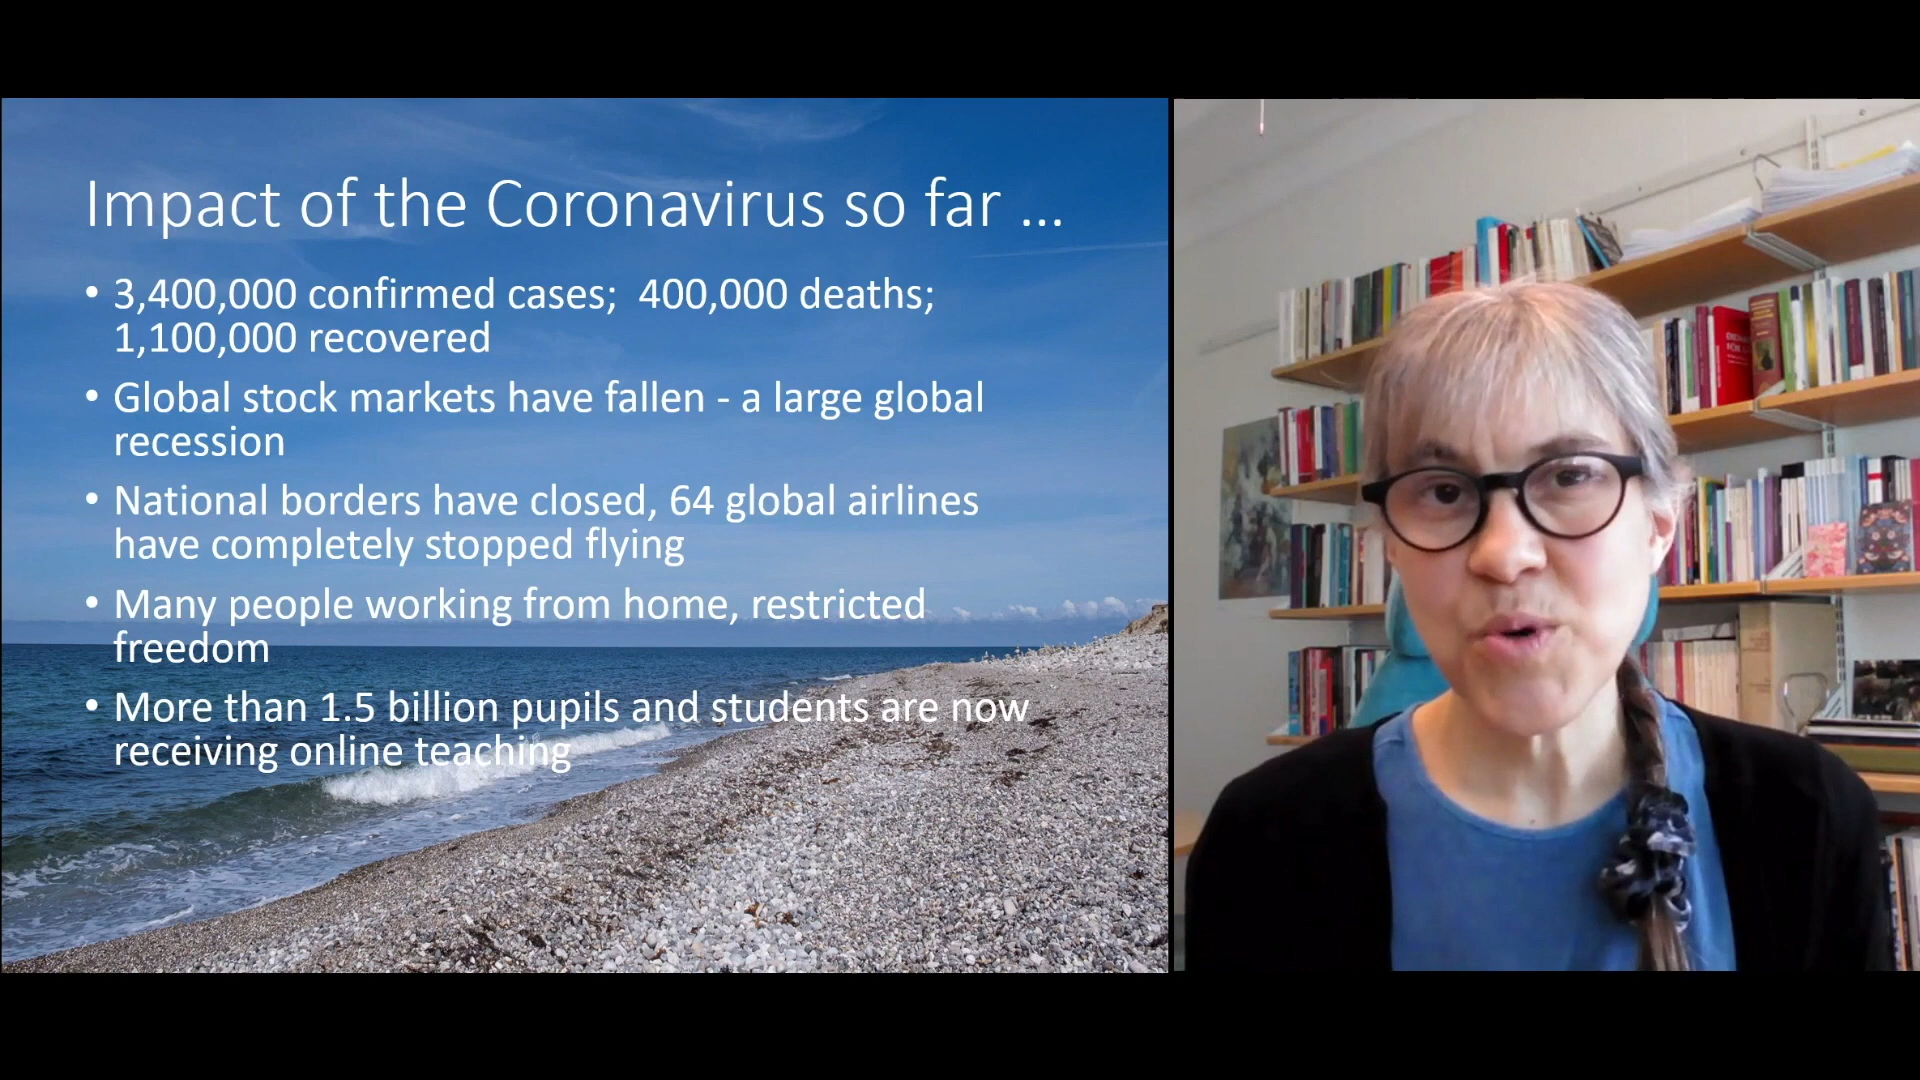 Impact of the Coronavirus so far ...
• 3,400,000 confirmed cases; 400,000 deaths;
1,100,000 recovered
• Global stock markets have fallen - a large global
recession
• National borders have closed, 64 global airlines
have completely stopped flying
• Many people working from home, restricted
freedom
• More than 1.5 billion pupils and students are now
receiving online teaching